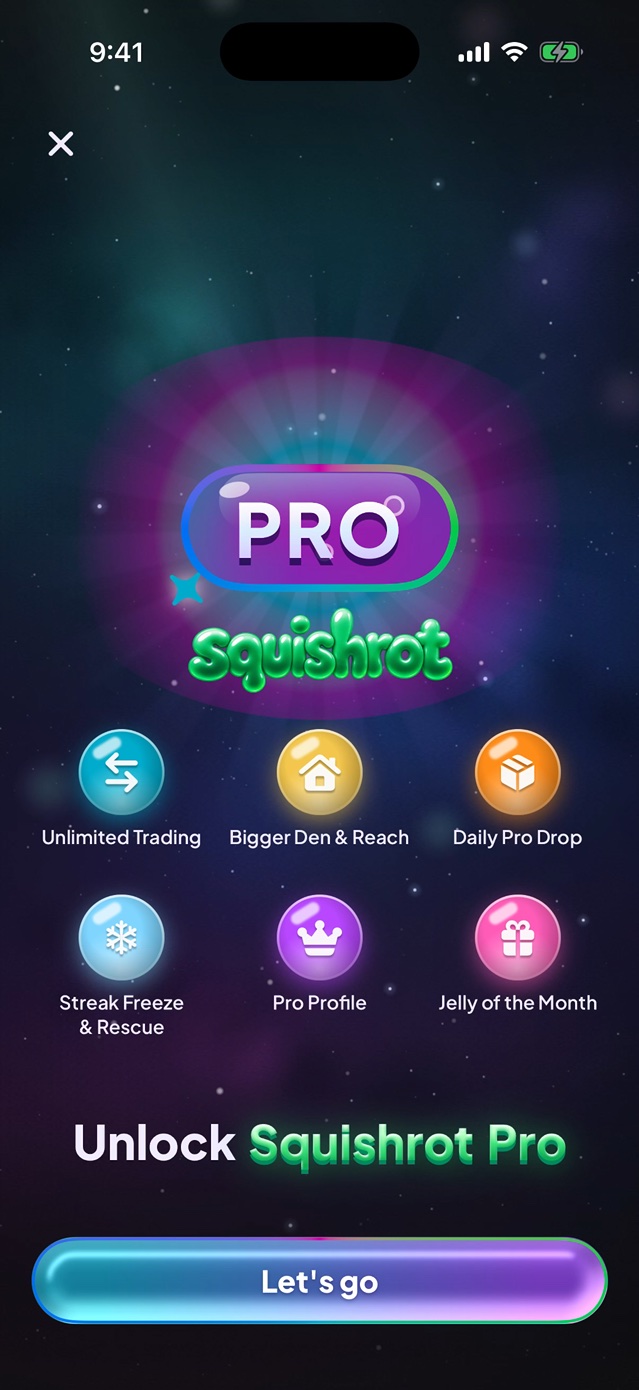 9:41
PRO
squishrot
Unlimited Trading
Bigger Den & Reach
Daily Pro Drop
Streak Freeze
& Rescue
Pro Profile
Jelly of the Month
Unlock Squishrot Pro
Let's go